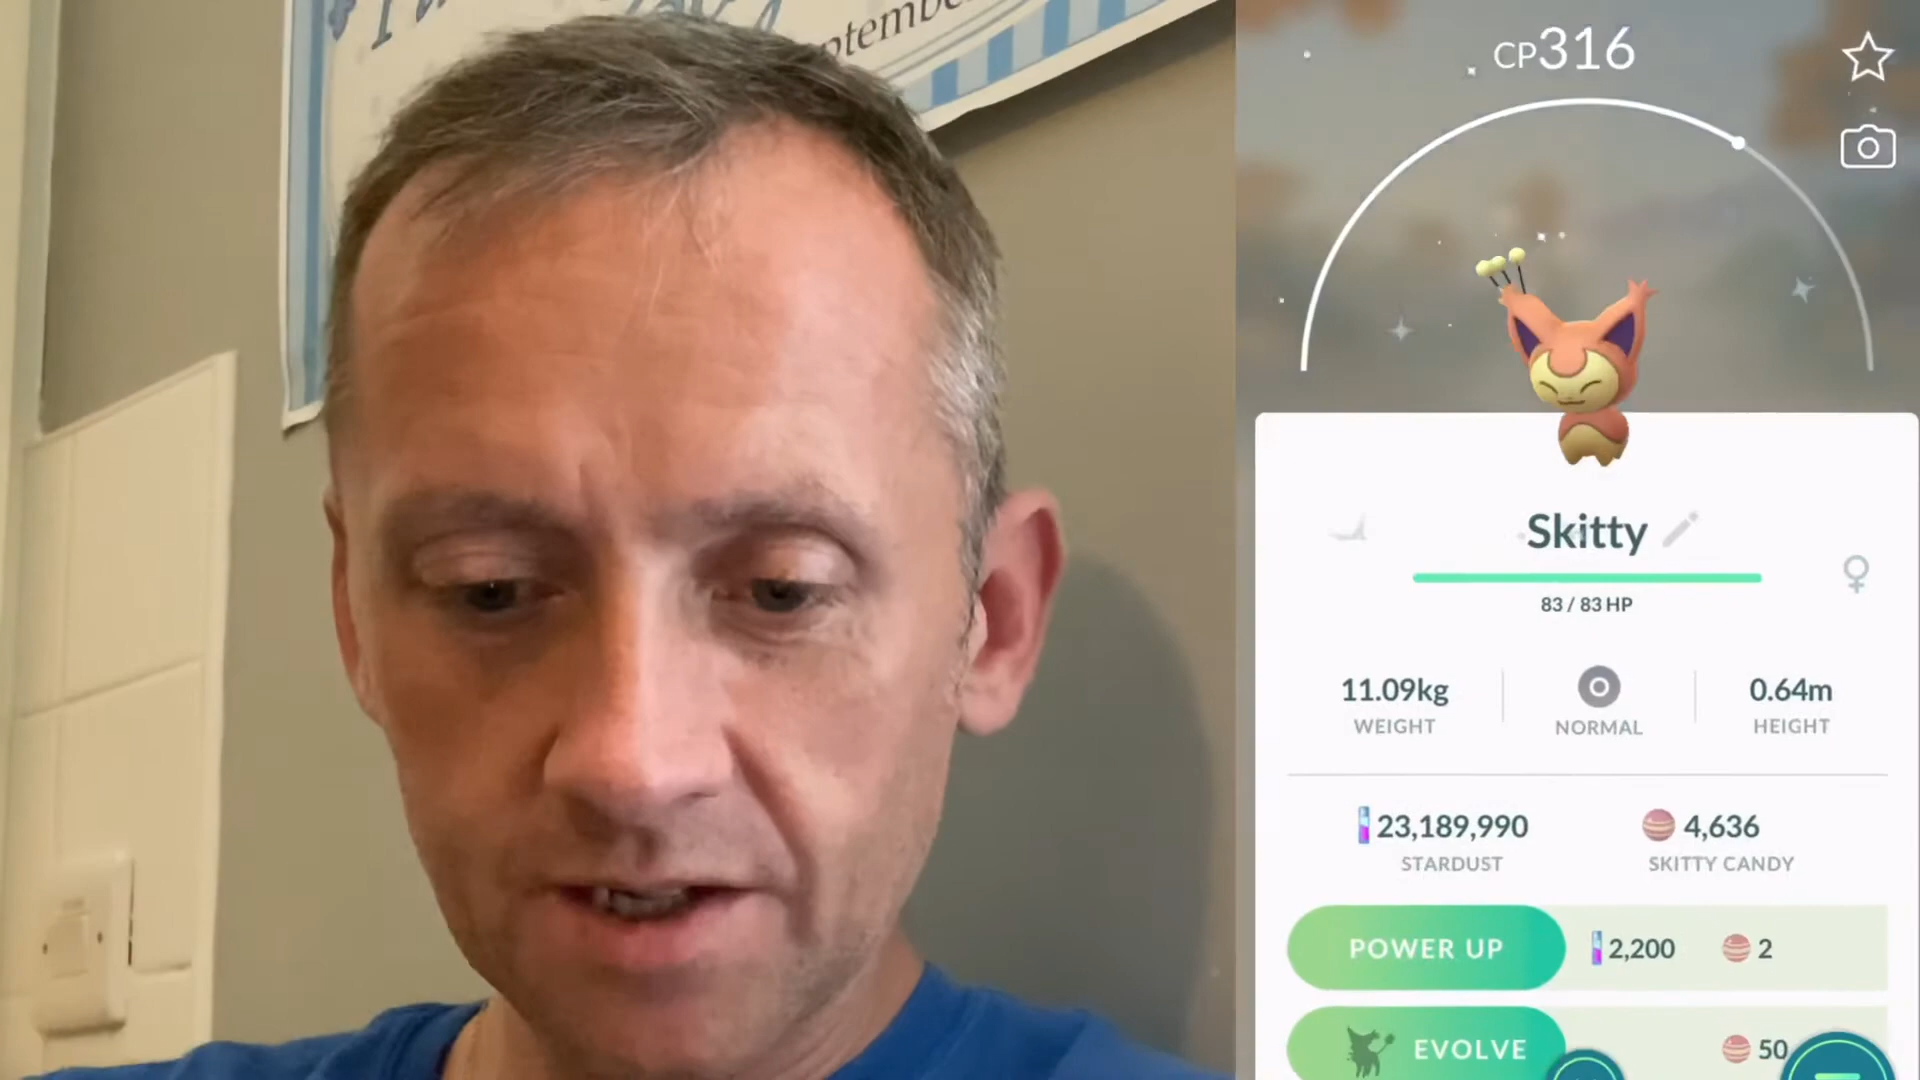 ptember
CP316
Skitty
83 / 83 HP
11.09kg
WEIGHT
NORMAL
0.64m
HEIGHT
23,189,990
STARDUST
4,636
SKITTY CANDY
POWER UP
2,200
2
EVOLVE
50